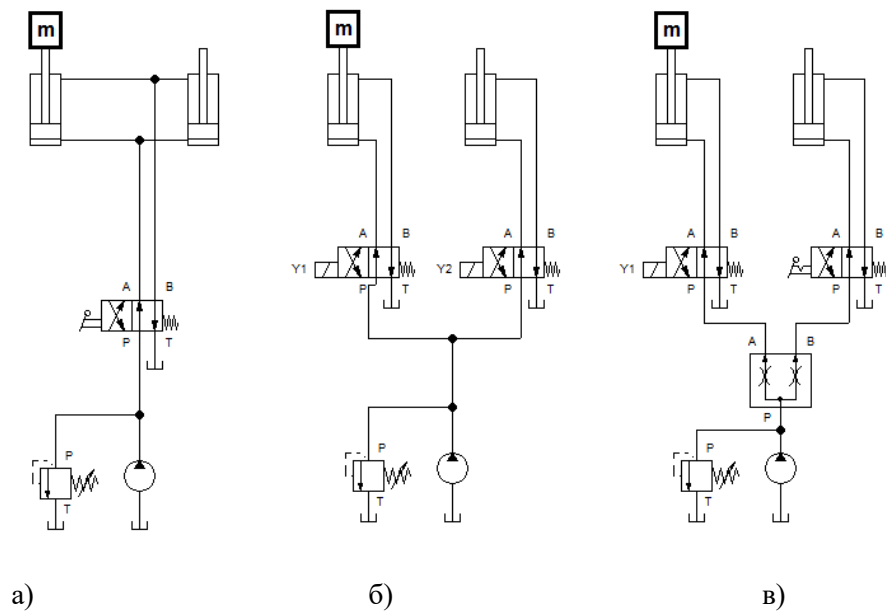 m m m
A B A B A B
Y1 Y2 Y1
P T P T P T
A B
P T
A B
P
P P P
T T T
а) б) в)